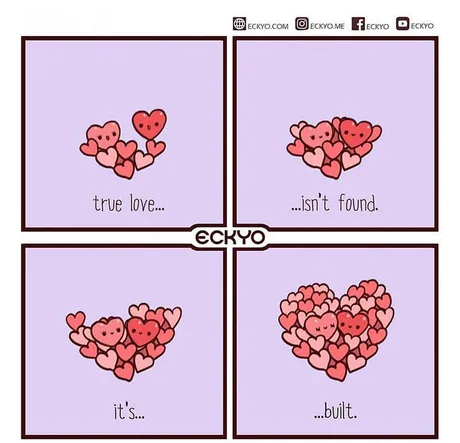 ECKYO.COM ECKYO.ME ECKYO ECKYO
true love...
...isn't found.
ECKYO
it's...
...built.